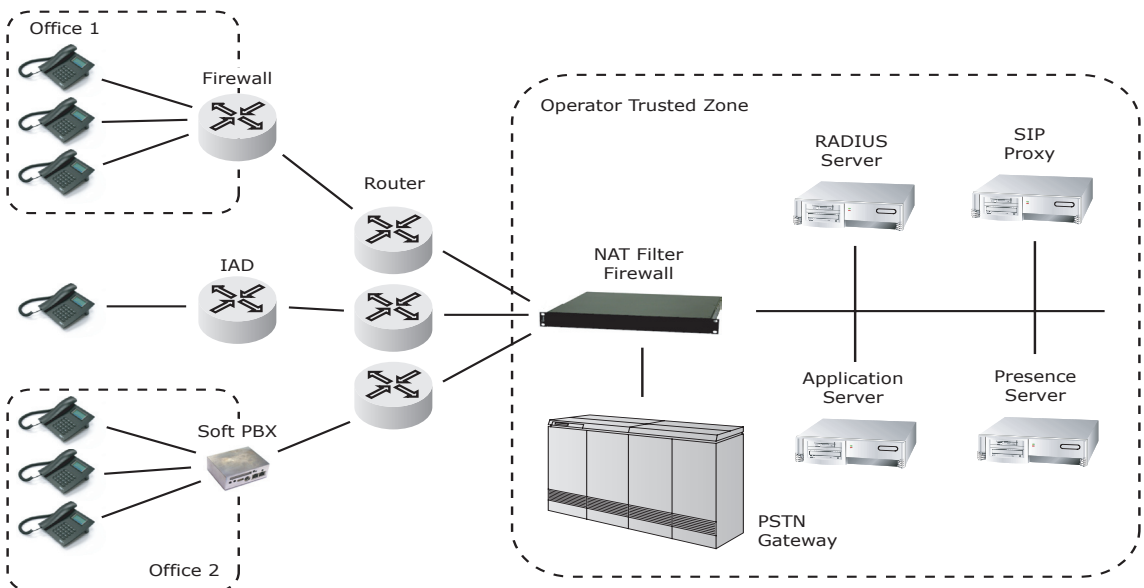 Office 1
Firewall
Router
IAD
Soft PBX
Office 2
Operator Trusted Zone
NAT Filter
Firewall
RADIUS
Server
SIP
Proxy
Application
Server
Presence
Server
PSTN
Gateway